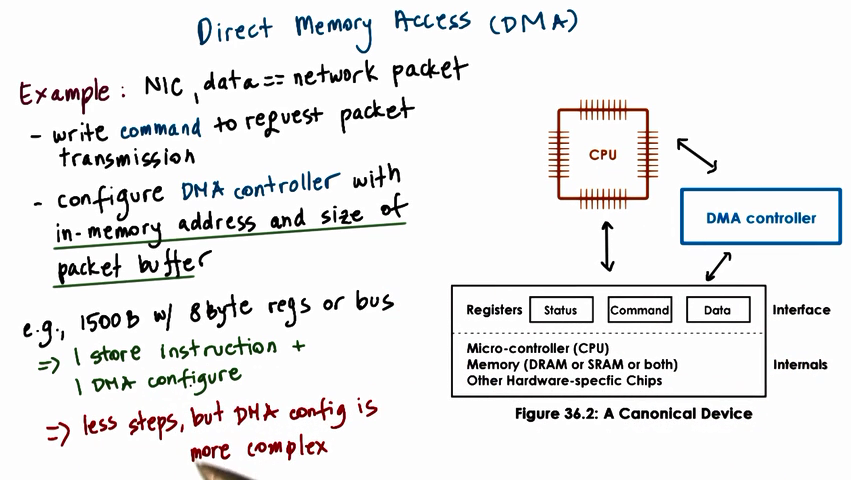 Direct Memory Access (DMA)
Example: NIC, data == network packet
- write command to request packet
transmission
- configure DMA controller with
in-memory address and size of
packet buffer
e.g., 1500B w/ 8byte regs or bus
=> 1 store instruction +
1 DMA configure
=> less steps, but DMA config is
more complex
CPU
DMA controller
Registers Status Command Data Interface
Micro-controller (CPU)
Memory (DRAM or SRAM or both) Internals
Other Hardware-specfic Chips
Figure 36.2: A Canonical Device